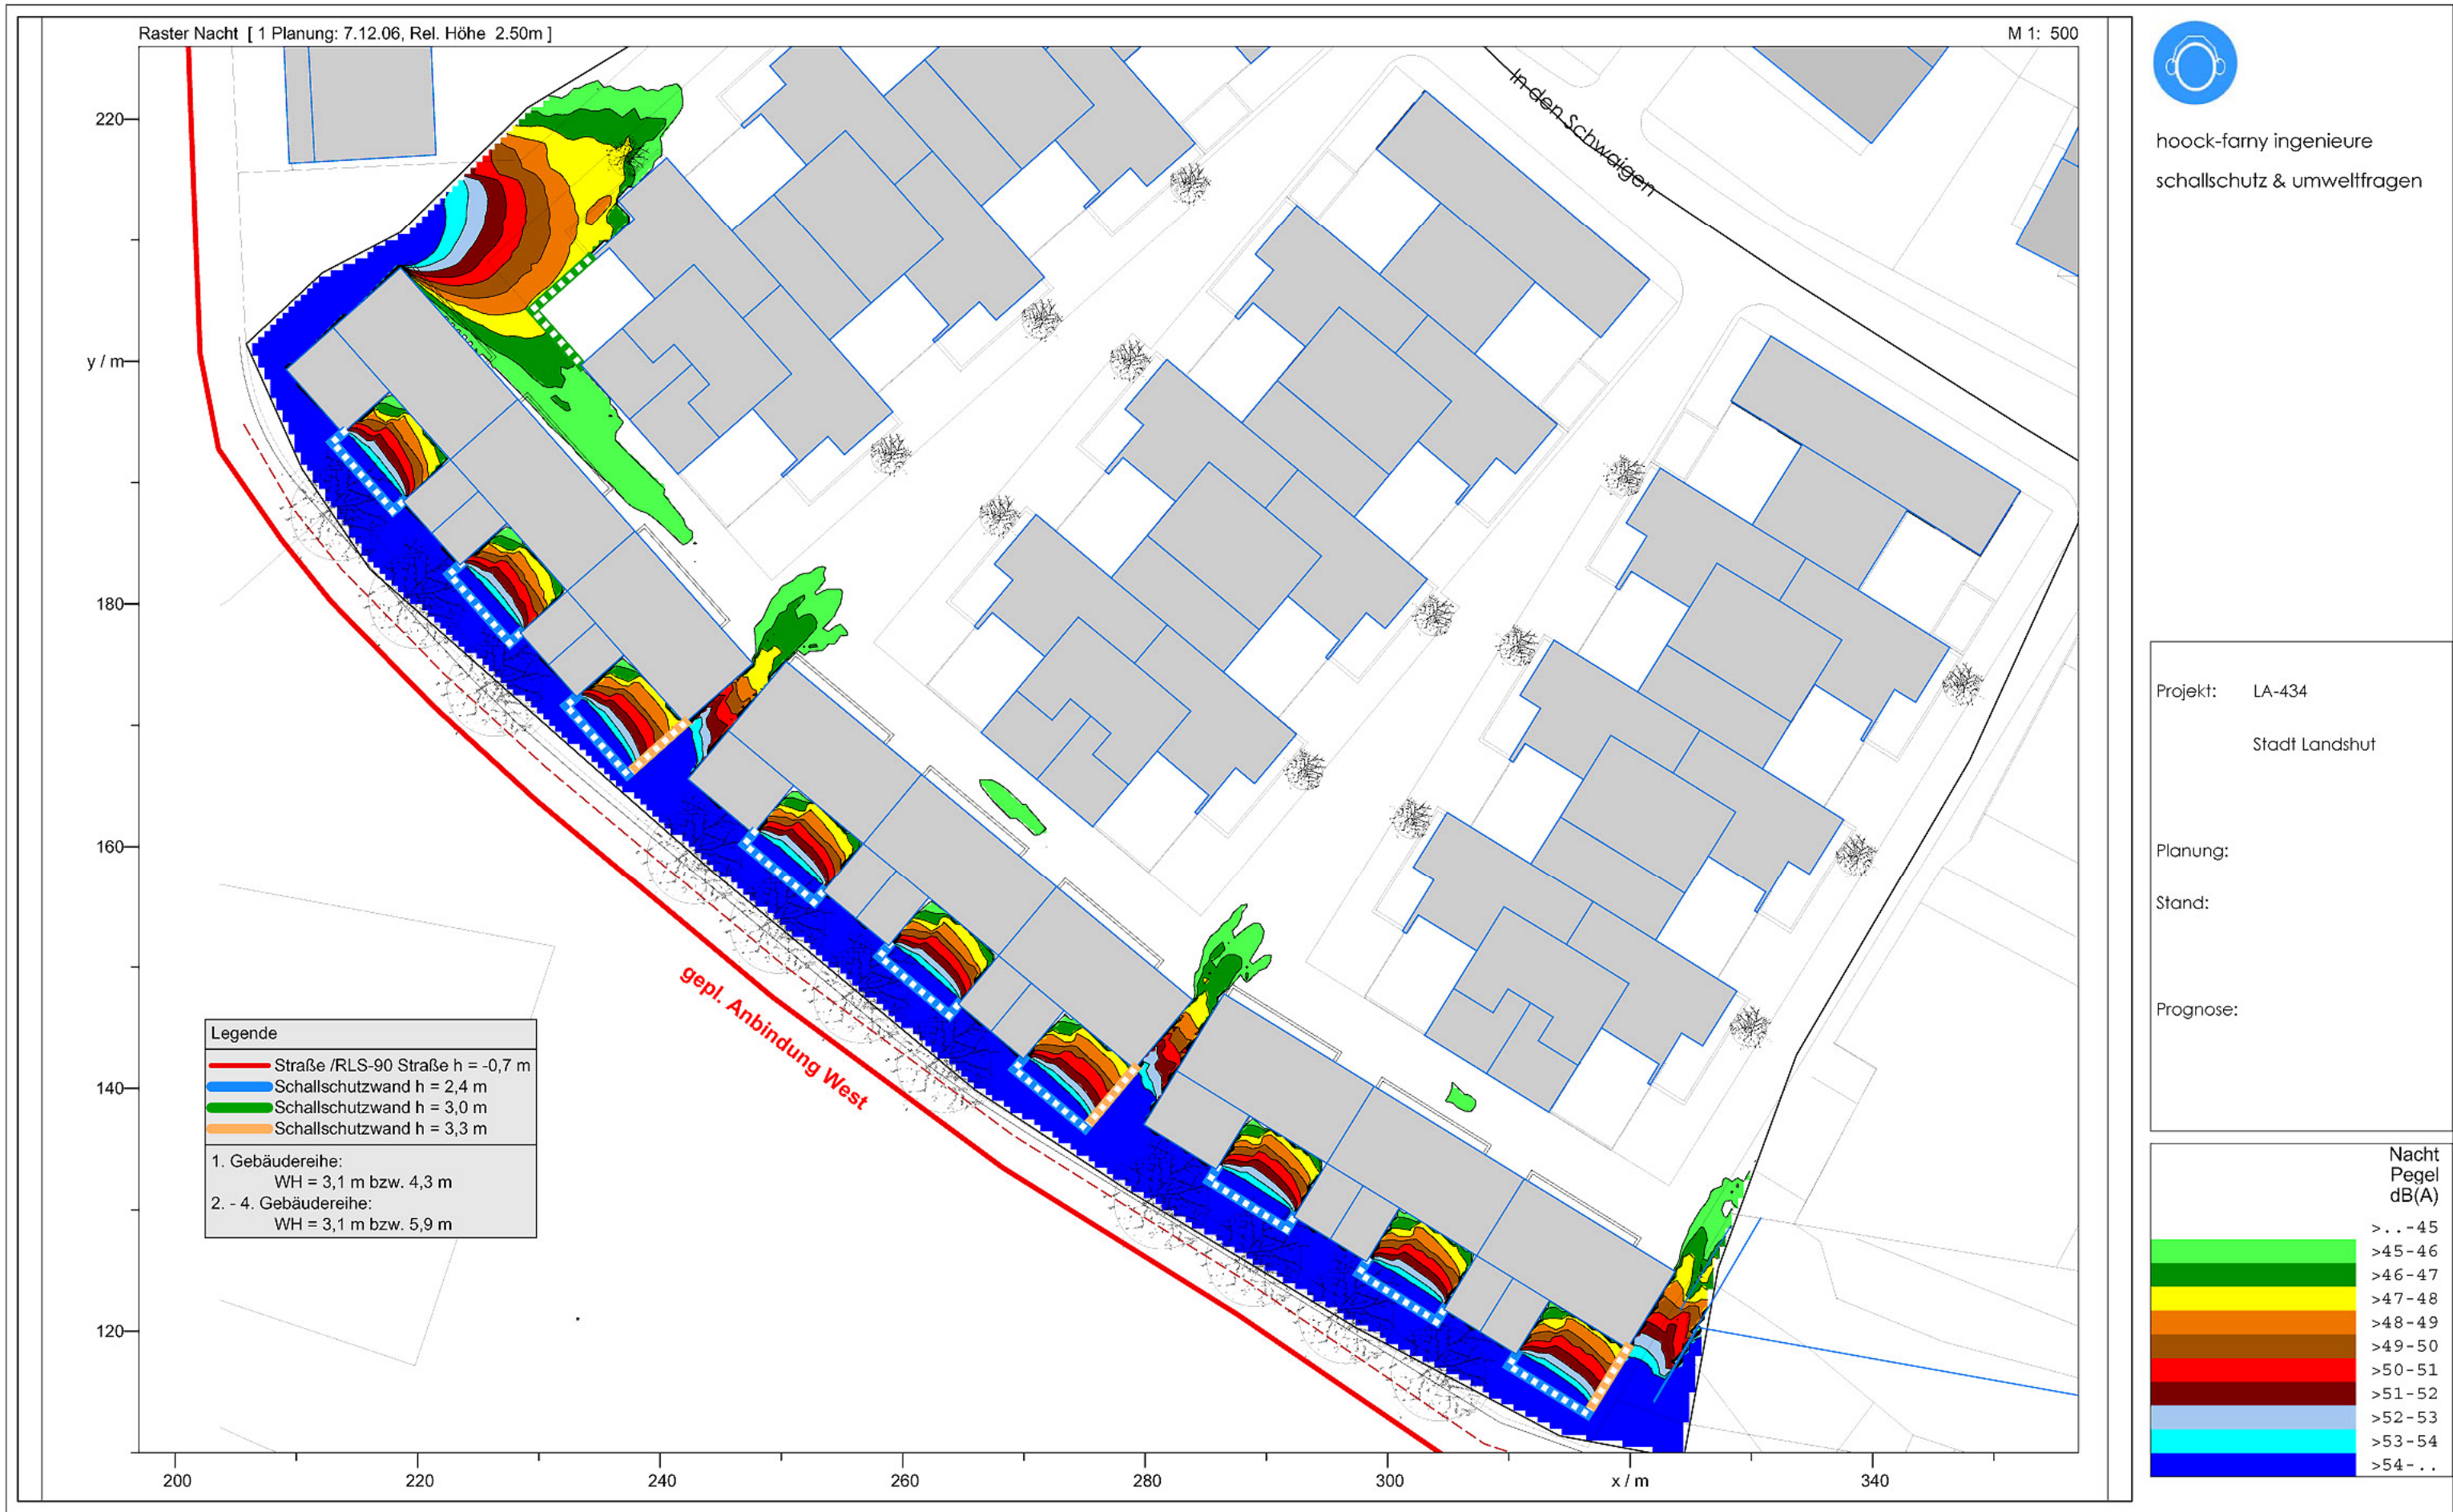 Raster Nacht [ 1 Planung: 7.12.06, Rel. Höhe 2.50m ]
M 1: 500
hoock-farny ingenieure
schallschutz & umweltfragen
In den Schwaigen
220
y / m
180
160
140
120
gepl. Anbindung West
Legende
Straße /RLS-90 Straße h = -0,7 m
Schallschutzwand h = 2,4 m
Schallschutzwand h = 3,0 m
Schallschutzwand h = 3,3 m
1. Gebäudereihe:
WH = 3,1 m bzw. 4,3 m
2. - 4. Gebäudereihe:
WH = 3,1 m bzw. 5,9 m
200
220
240
260
280
300
x / m
340
Projekt: LA-434
Stadt Landshut
Planung:
Stand:
Prognose:
Nacht
Pegel
dB(A)
>..-45
>45-46
>46-47
>47-48
>48-49
>49-50
>50-51
>51-52
>52-53
>53-54
>54-..